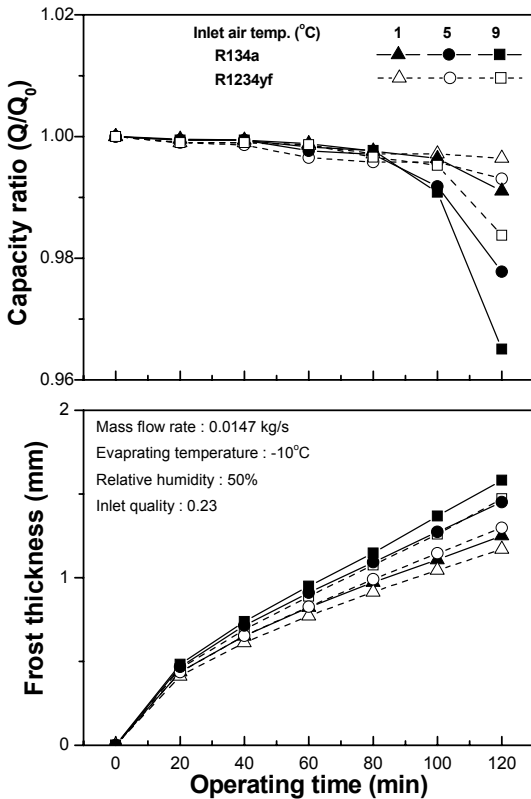 Inlet air temp. (°C) 1 5 9
R134a
R1234yf
1.02
1.00
0.98
0.96
Capacity ratio (Q/Q0)
Mass flow rate : 0.0147 kg/s
Evaprating temperature : -10°C
Relative humidity : 50%
Inlet quality : 0.23
2
1
0
Frost thickness (mm)
0 20 40 60 80 100 120
Operating time (min)